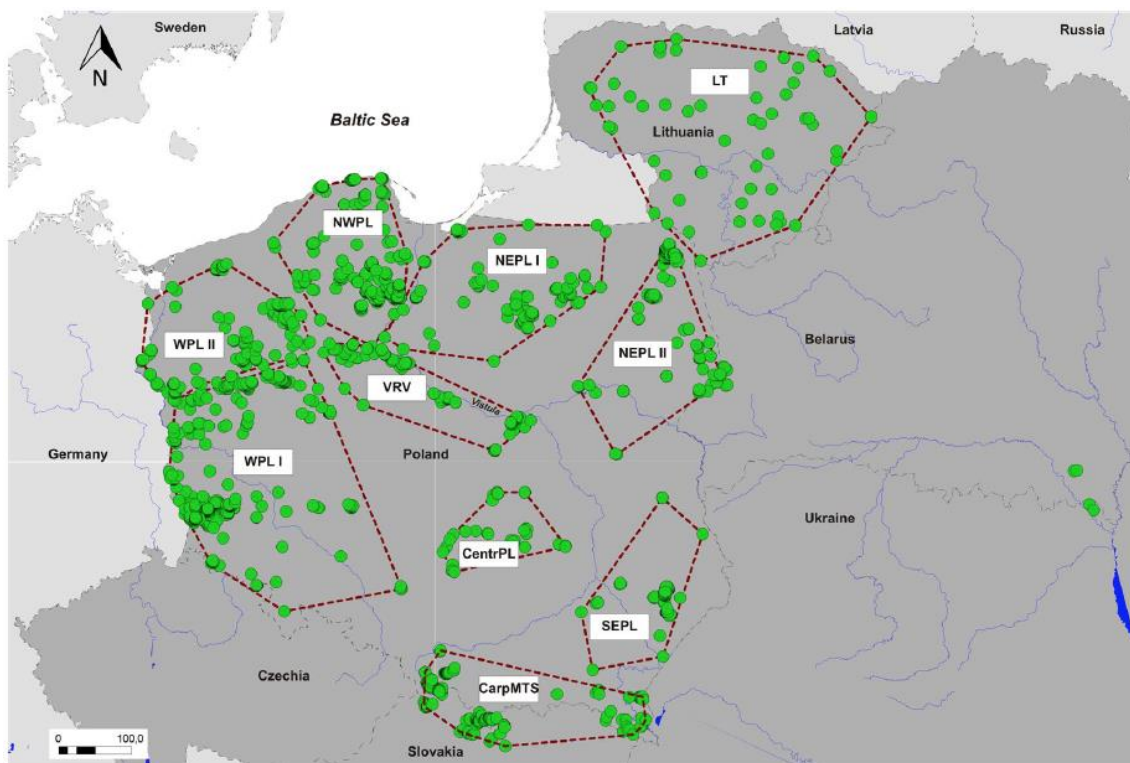 Sweden
Latvia
Russia
N
LT
Baltic Sea
Lithuania
NWPL
NEPL I
WPL II
NEPL II
Belarus
VRV
Vistula
Germany
WPL I
Poland
CentrPL
Ukraine
SEPL
Czechia
CarpMTS
0 100,0
Slovakia
3